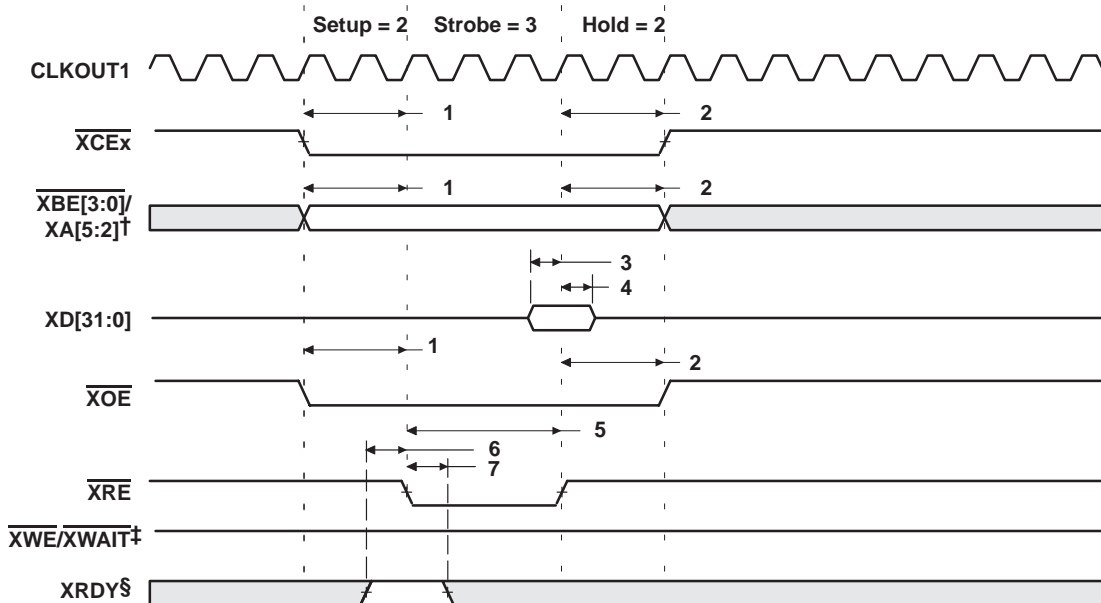 Setup = 2 Strobe = 3 Hold = 2
CLKOUT1
1 2
XCEx
1 2
XBE[3:0]/
XA[5:2]†
3
4
XD[31:0]
1
2
XOE
5
6
7
XRE
XWE/XWAIT‡
XRDY§